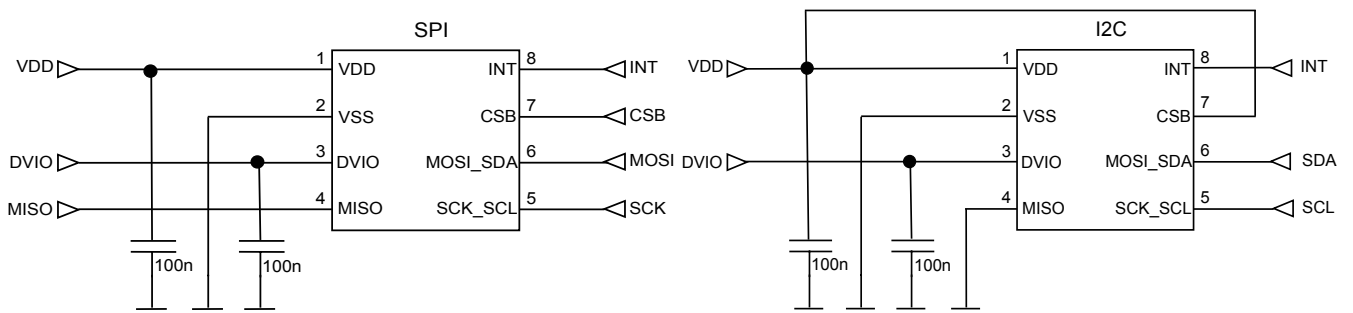 SPI
VDD
1
VDD
INT
8
INT
2
VSS
CSB
7
CSB
DVIO
3
DVIO
MOSI_SDA
6
MOSI
MISO
4
MISO
SCK_SCL
5
SCK
100n
100n
I2C
VDD
1
VDD
INT
8
INT
2
VSS
CSB
7
DVIO
3
DVIO
MOSI_SDA
6
SDA
4
MISO
SCK_SCL
5
SCL
100n
100n